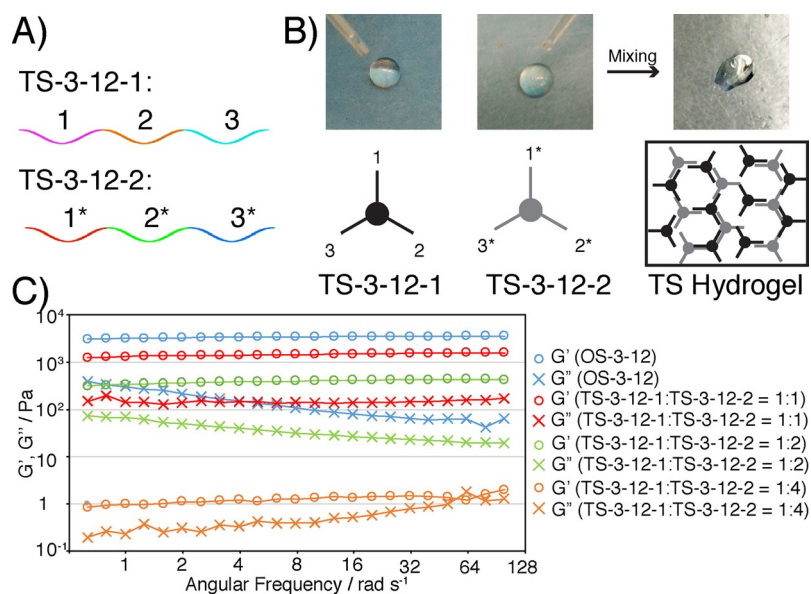 A)
TS-3-12-1:
1 2 3
TS-3-12-2:
1* 2* 3*
B)
Mixing
1
3 2
TS-3-12-1
1*
3* 2*
TS-3-12-2
TS Hydrogel
C)
G', G'' / Pa
10⁴
10³
10²
10
1
10⁻¹
1 2 4 8 16 32 64 128
Angular Frequency / rad s⁻¹
G' (OS-3-12)
G'' (OS-3-12)
G' (TS-3-12-1:TS-3-12-2 = 1:1)
G'' (TS-3-12-1:TS-3-12-2 = 1:1)
G' (TS-3-12-1:TS-3-12-2 = 1:2)
G'' (TS-3-12-1:TS-3-12-2 = 1:2)
G' (TS-3-12-1:TS-3-12-2 = 1:4)
G'' (TS-3-12-1:TS-3-12-2 = 1:4)